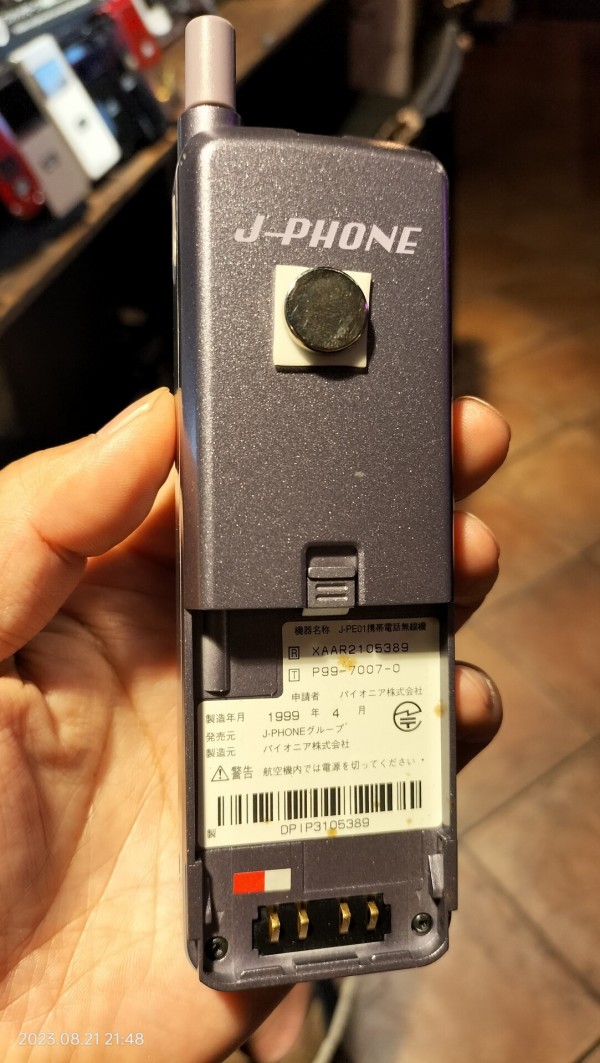 J-PHONE
機器名称 J-PE01携帯電話無線機
R XAAR2105389
T P99-7007-0
申請者 パイオニア株式会社
製造年月 1999 年 4 月
発売元 J-PHONEグループ
製造元 パイオニア株式会社
警告 航空機内では電源を切ってください。
DPIP3105389
製
2023.08.21 21:48